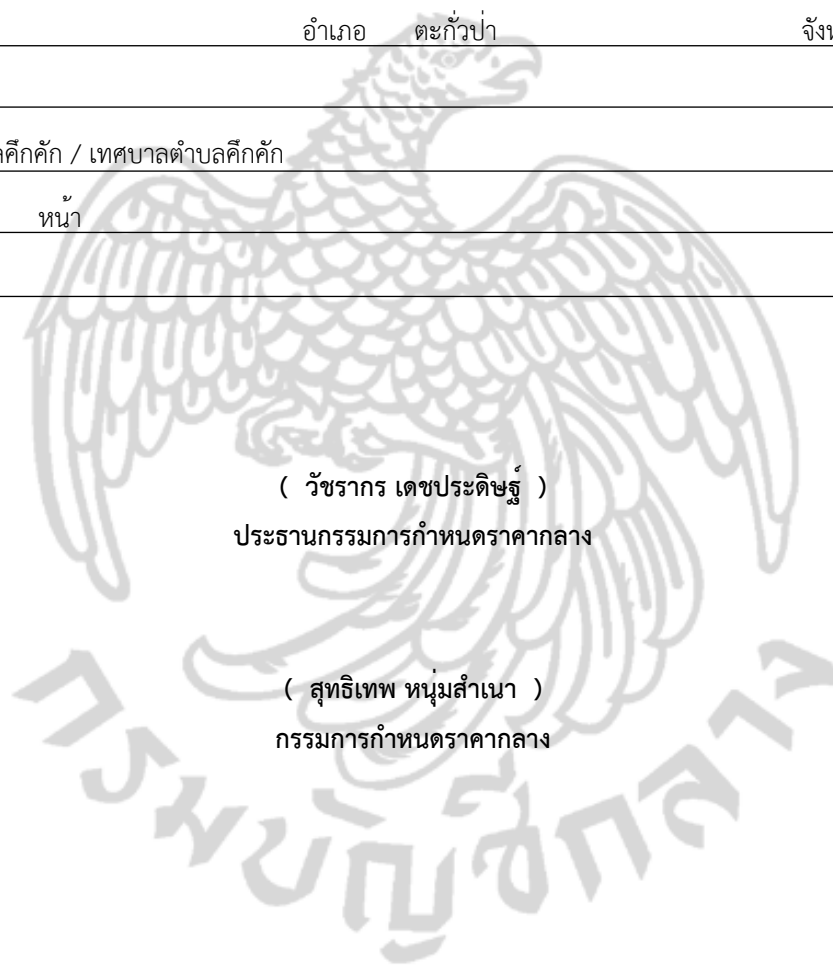 อำเภอ ตะกั่วป่า จัง
คึกคัก / เทศบาลตำบลคึกคัก
หน้า
( วัชรากร เดชประดิษฐ์ )
ประธานกรรมการกำหนดราคากลาง
( สุทธิเทพ หนุ่มสำเนา )
กรรมการกำหนดราคากลาง
กรมบัญชีกลาง